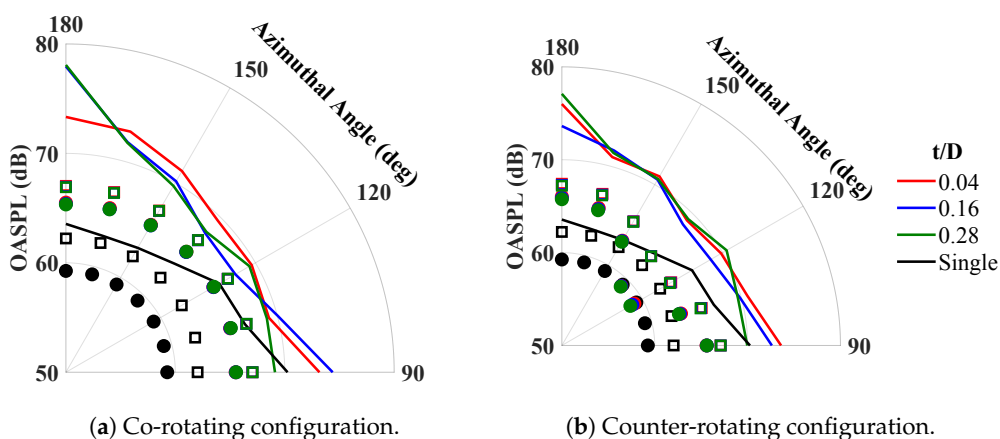 180
80
150
Azimuthal Angle (deg)
120
70
OASPL (dB)
60
50
90
(a) Co-rotating configuration.
180
80
150
Azimuthal Angle (deg)
120
70
OASPL (dB)
60
50
90
(b) Counter-rotating configuration.
t/D
0.04
0.16
0.28
Single